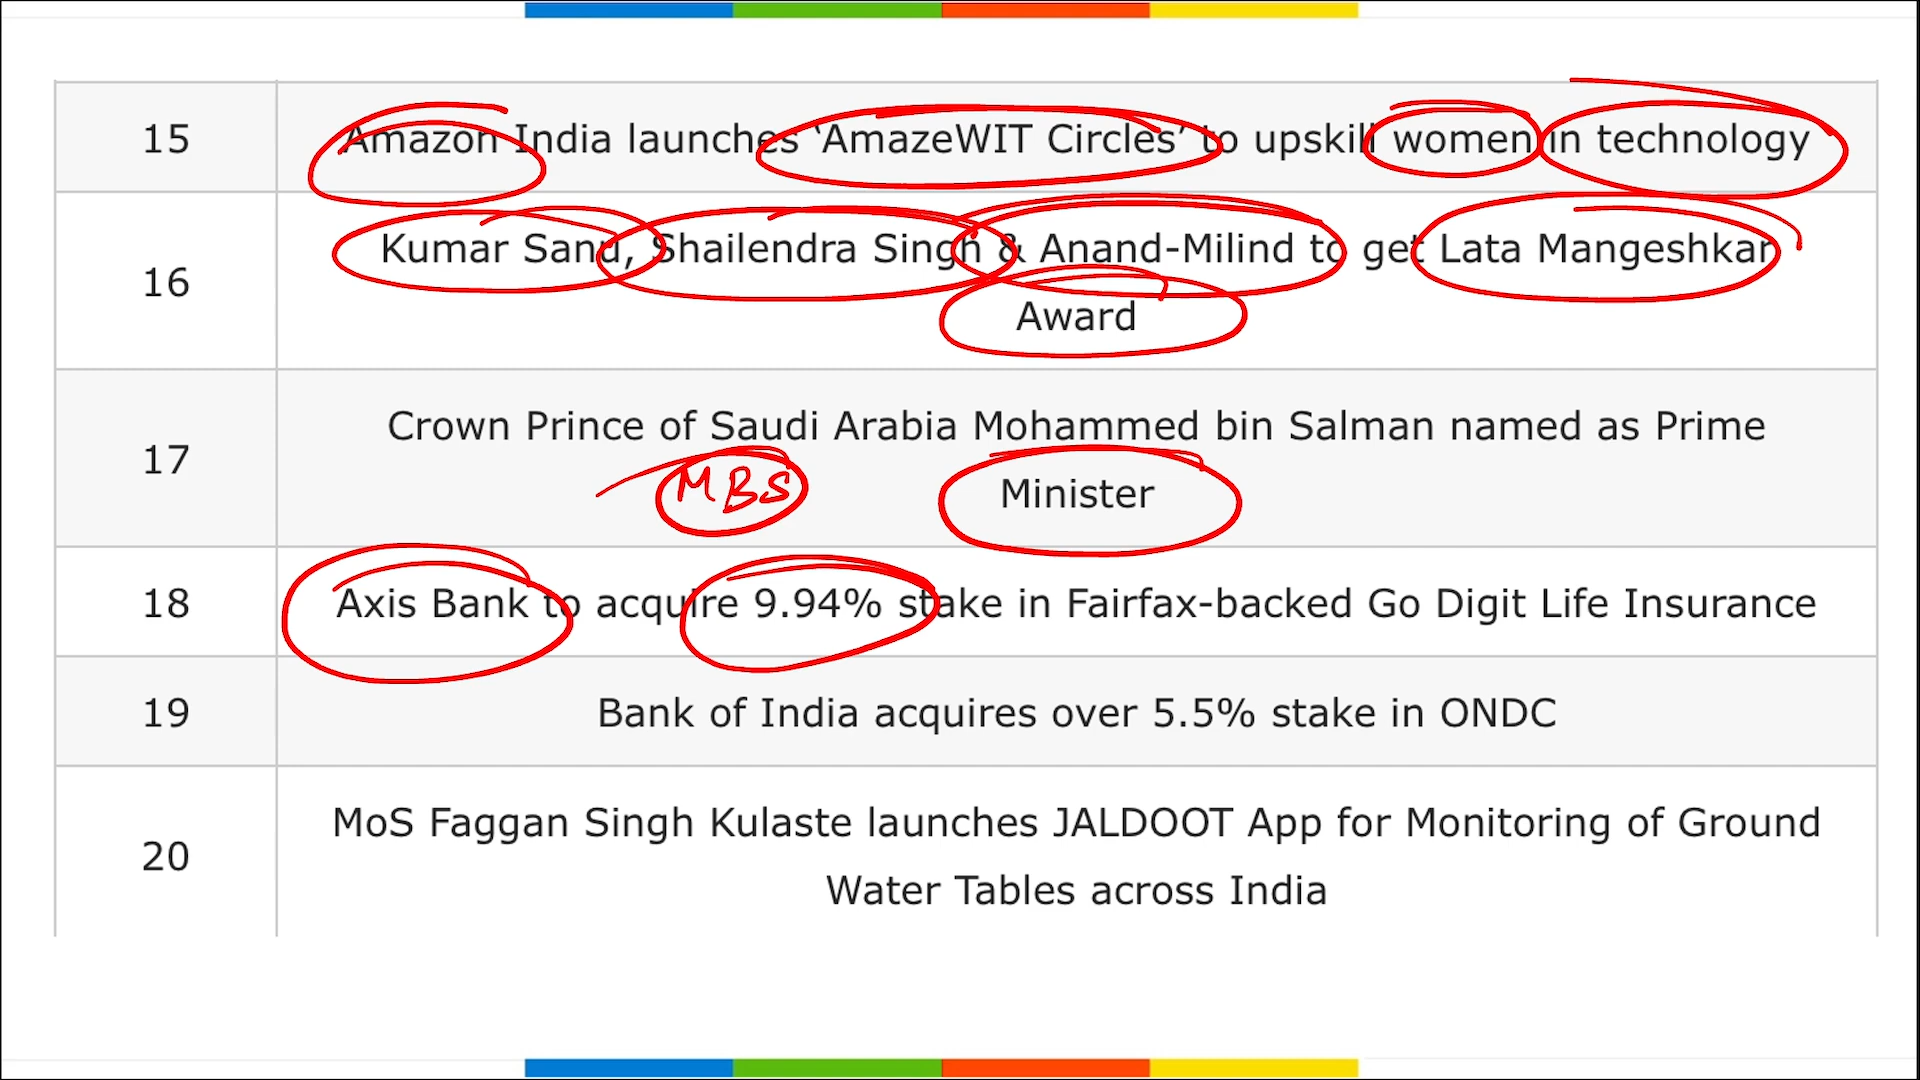 15
Amazon India launches ‘AmazeWIT Circles’ to upskill women in technology
16
Kumar Sanu, Shailendra Singh & Anand-Milind to get Lata Mangeshkar
Award
17
Crown Prince of Saudi Arabia Mohammed bin Salman named as Prime
MBS Minister
18
Axis Bank to acquire 9.94% stake in Fairfax-backed Go Digit Life Insurance
19
Bank of India acquires over 5.5% stake in ONDC
20
MoS Faggan Singh Kulaste launches JALDOOT App for Monitoring of Ground
Water Tables across India